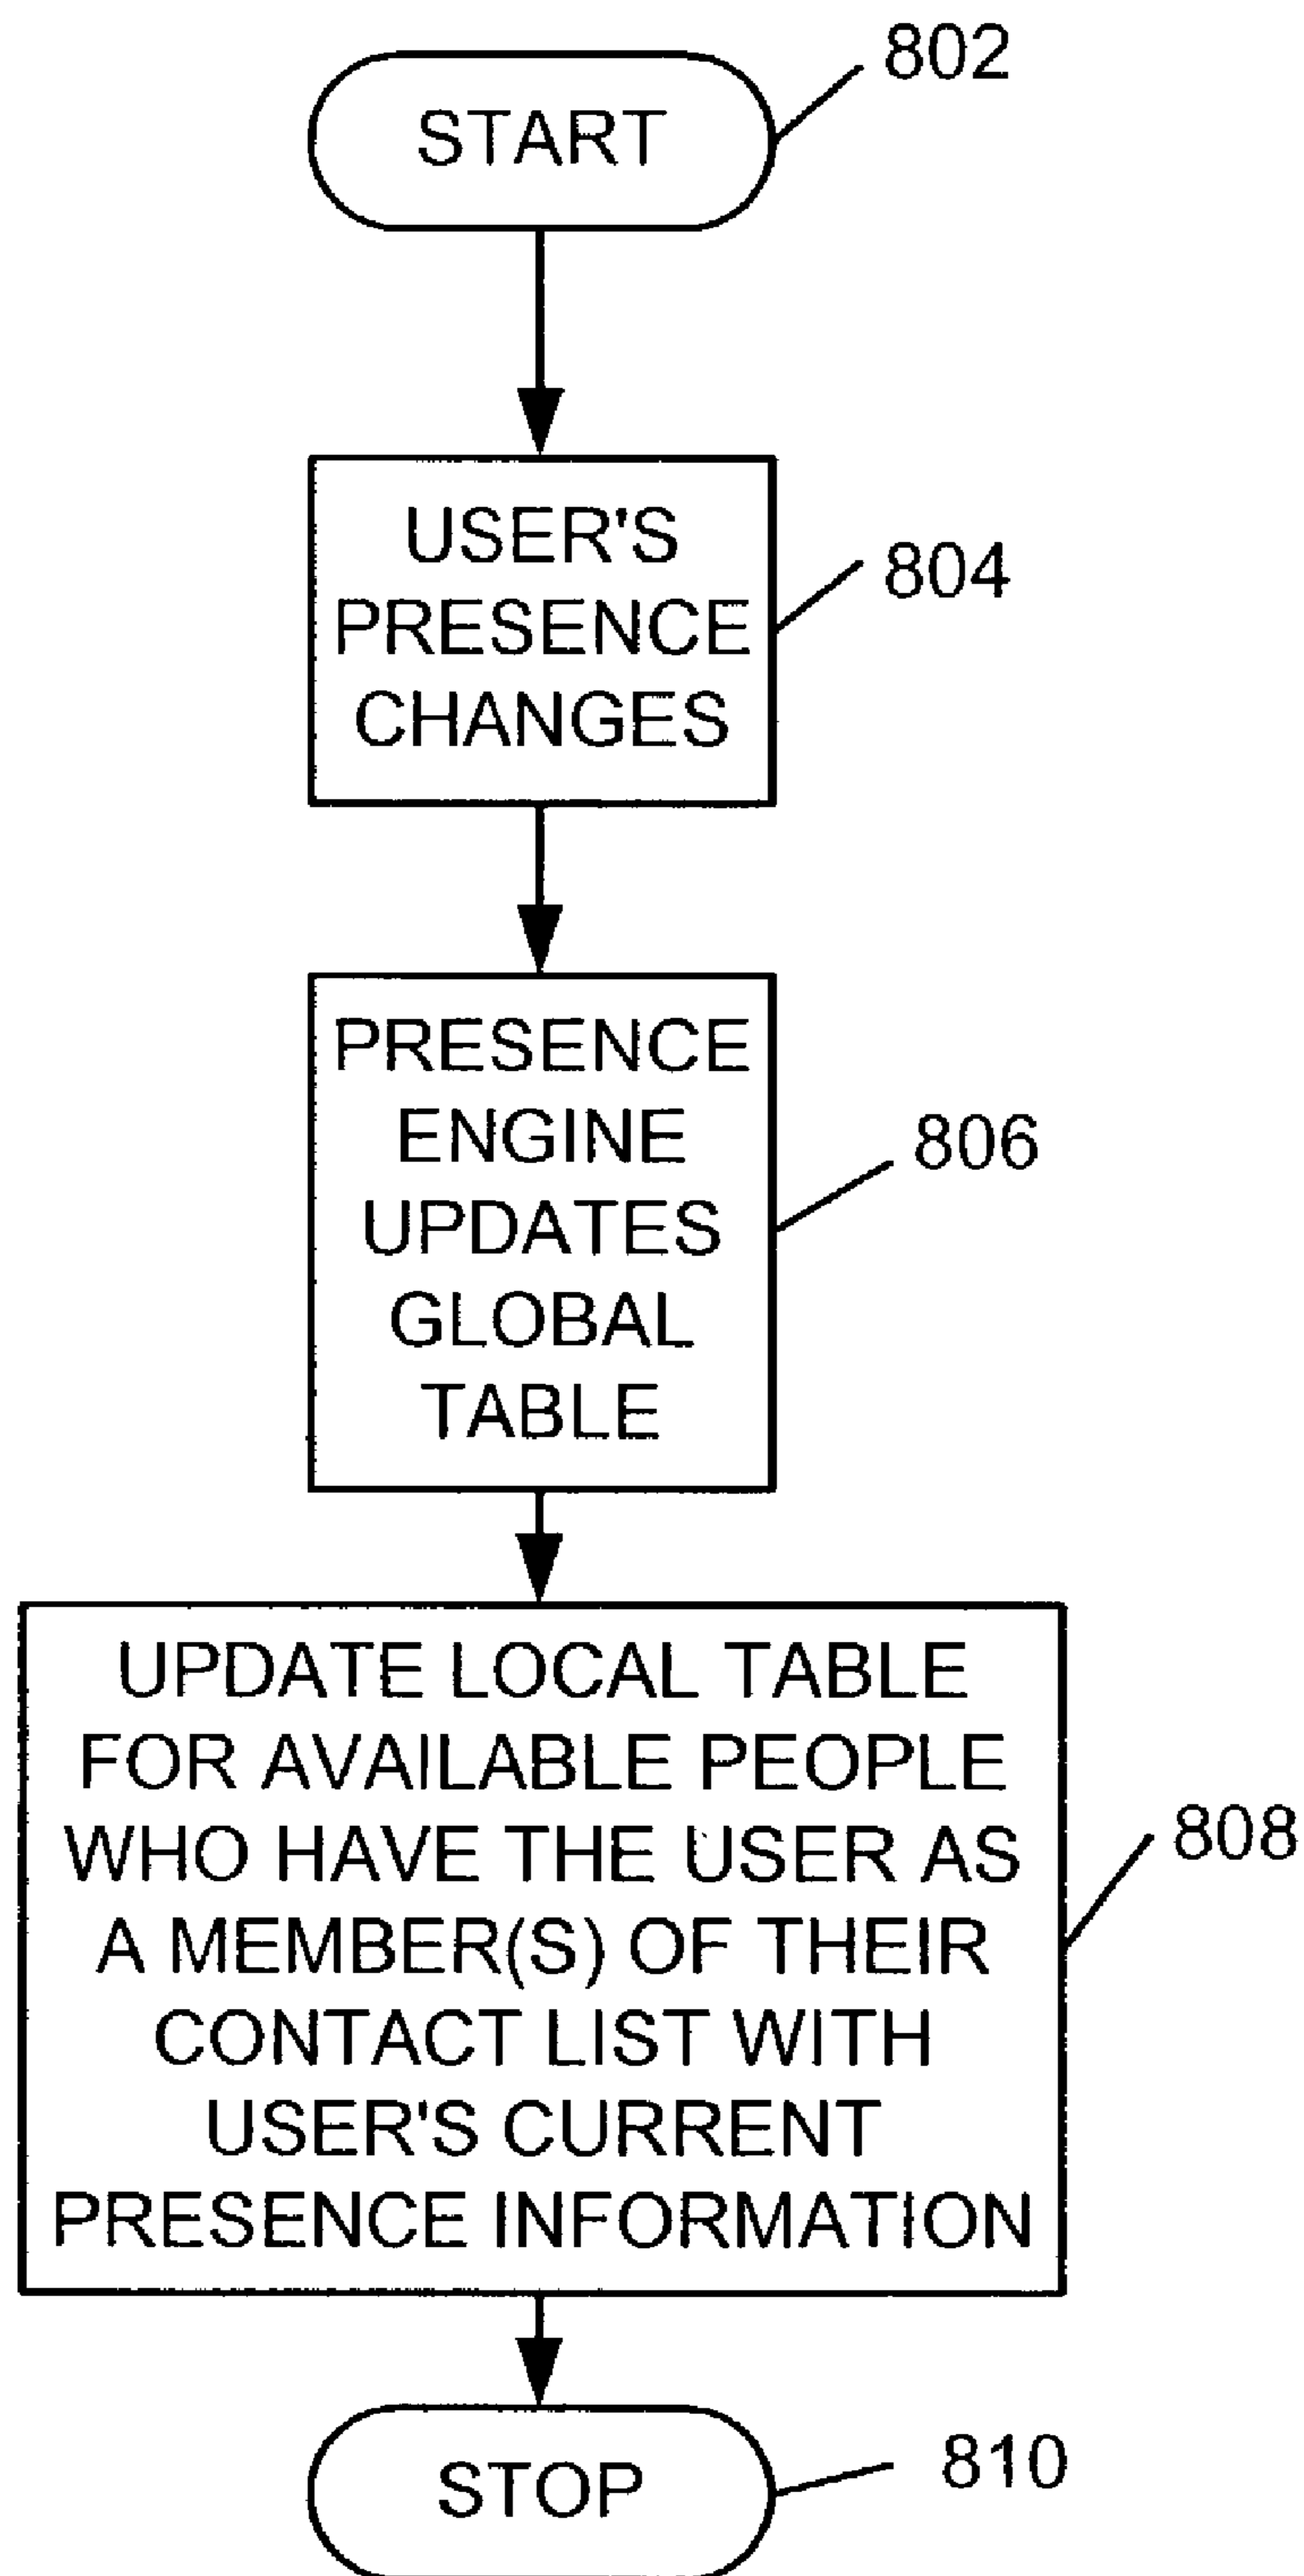 802
START
USER'S
PRESENCE
CHANGES
804
PRESENCE
ENGINE
UPDATES
GLOBAL
TABLE
806
UPDATE LOCAL TABLE
FOR AVAILABLE PEOPLE
WHO HAVE THE USER AS
A MEMBER(S) OF THEIR
CONTACT LIST WITH
USER'S CURRENT
PRESENCE INFORMATION
808
STOP
810